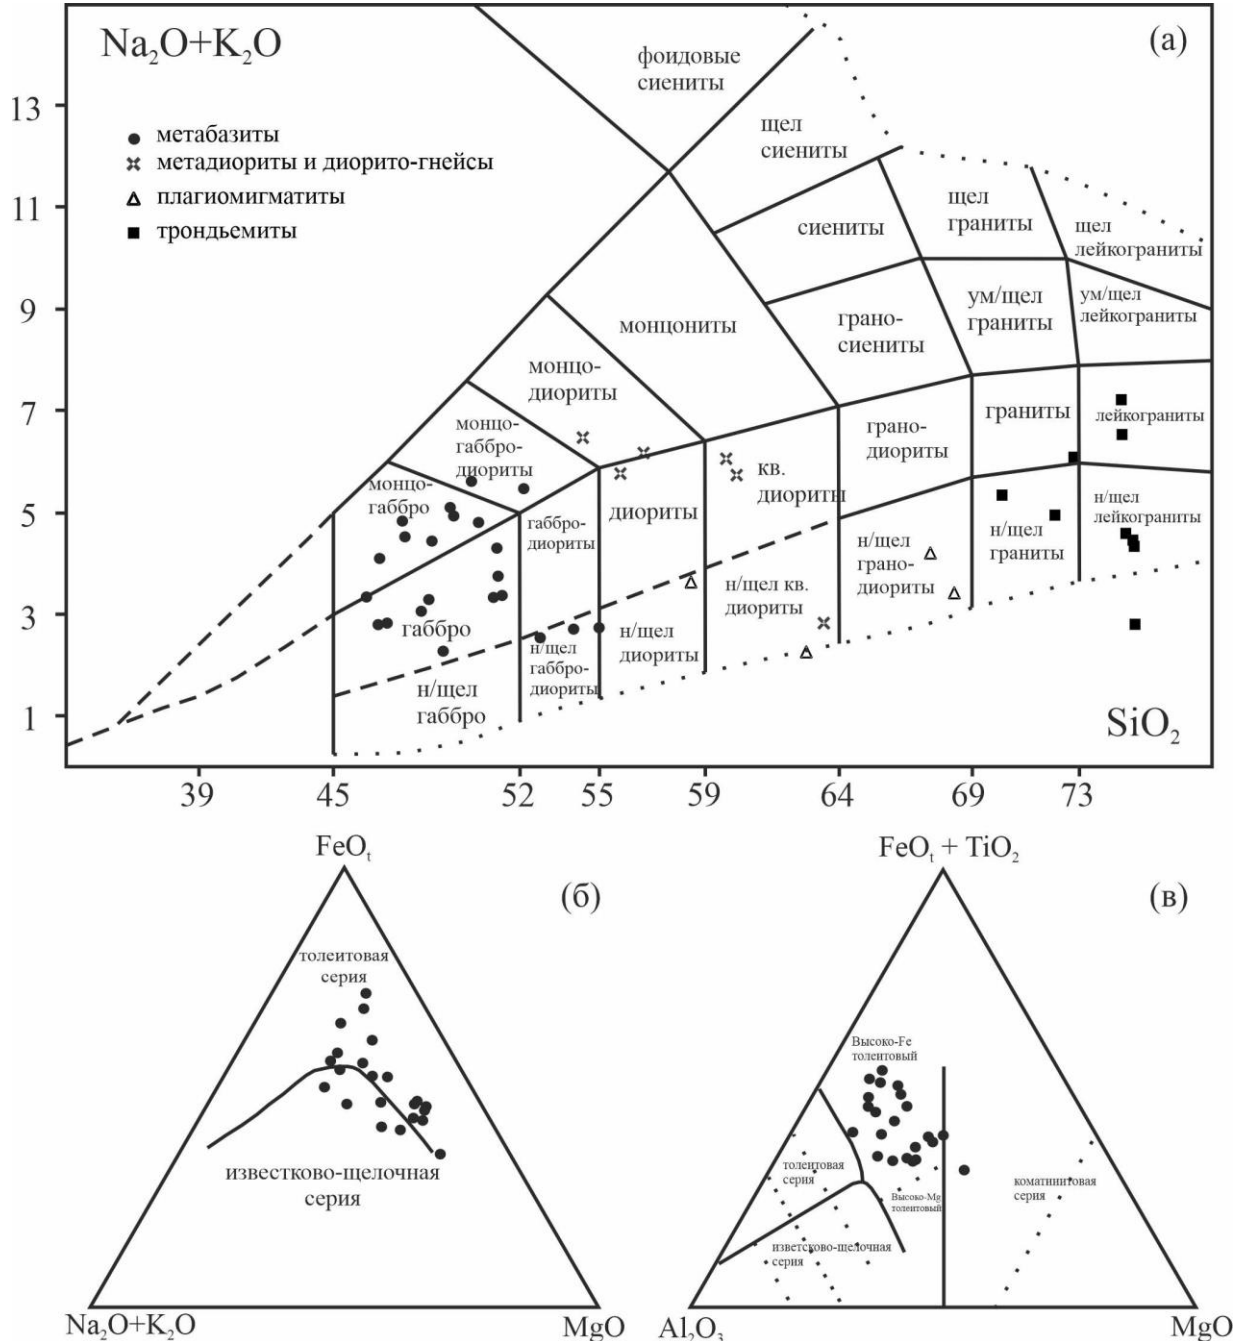 Na₂O+K₂O
(а)
метабазиты
метадиориты и диорито-гнейсы
плагиомигматиты
трондьемиты
фоидовые
сиениты
щел
сиениты
сиениты
щел
граниты
щел
лейкограниты
монцониты
грано-
сиениты
ум/щел
граниты
ум/щел
лейкограниты
монцо-
диориты
монцо-
габбро-
диориты
монцо-
габбро
габбро-
диориты
диориты
кв.
диориты
грано-
диориты
граниты
лейкограниты
габбро
н/щел
габбро
н/щел
габбро-
диориты
н/щел
диориты
н/щел кв.
диориты
н/щел
грано-
диориты
н/щел
граниты
н/щел
лейкограниты
13
11
9
7
5
3
1
SiO₂
39 45 52 55 59 64 69 73
FeOₜ
(б)
толеитовая
серия
известково-щелочная
серия
Na₂O+K₂O
MgO
FeOₜ + TiO₂
(в)
Высоко-Fe
толеитовый
толеитовая
серия
Высоко-Mg
толеитовый
коматиитовая
серия
известково-щелочная
серия
Al₂O₃
MgO